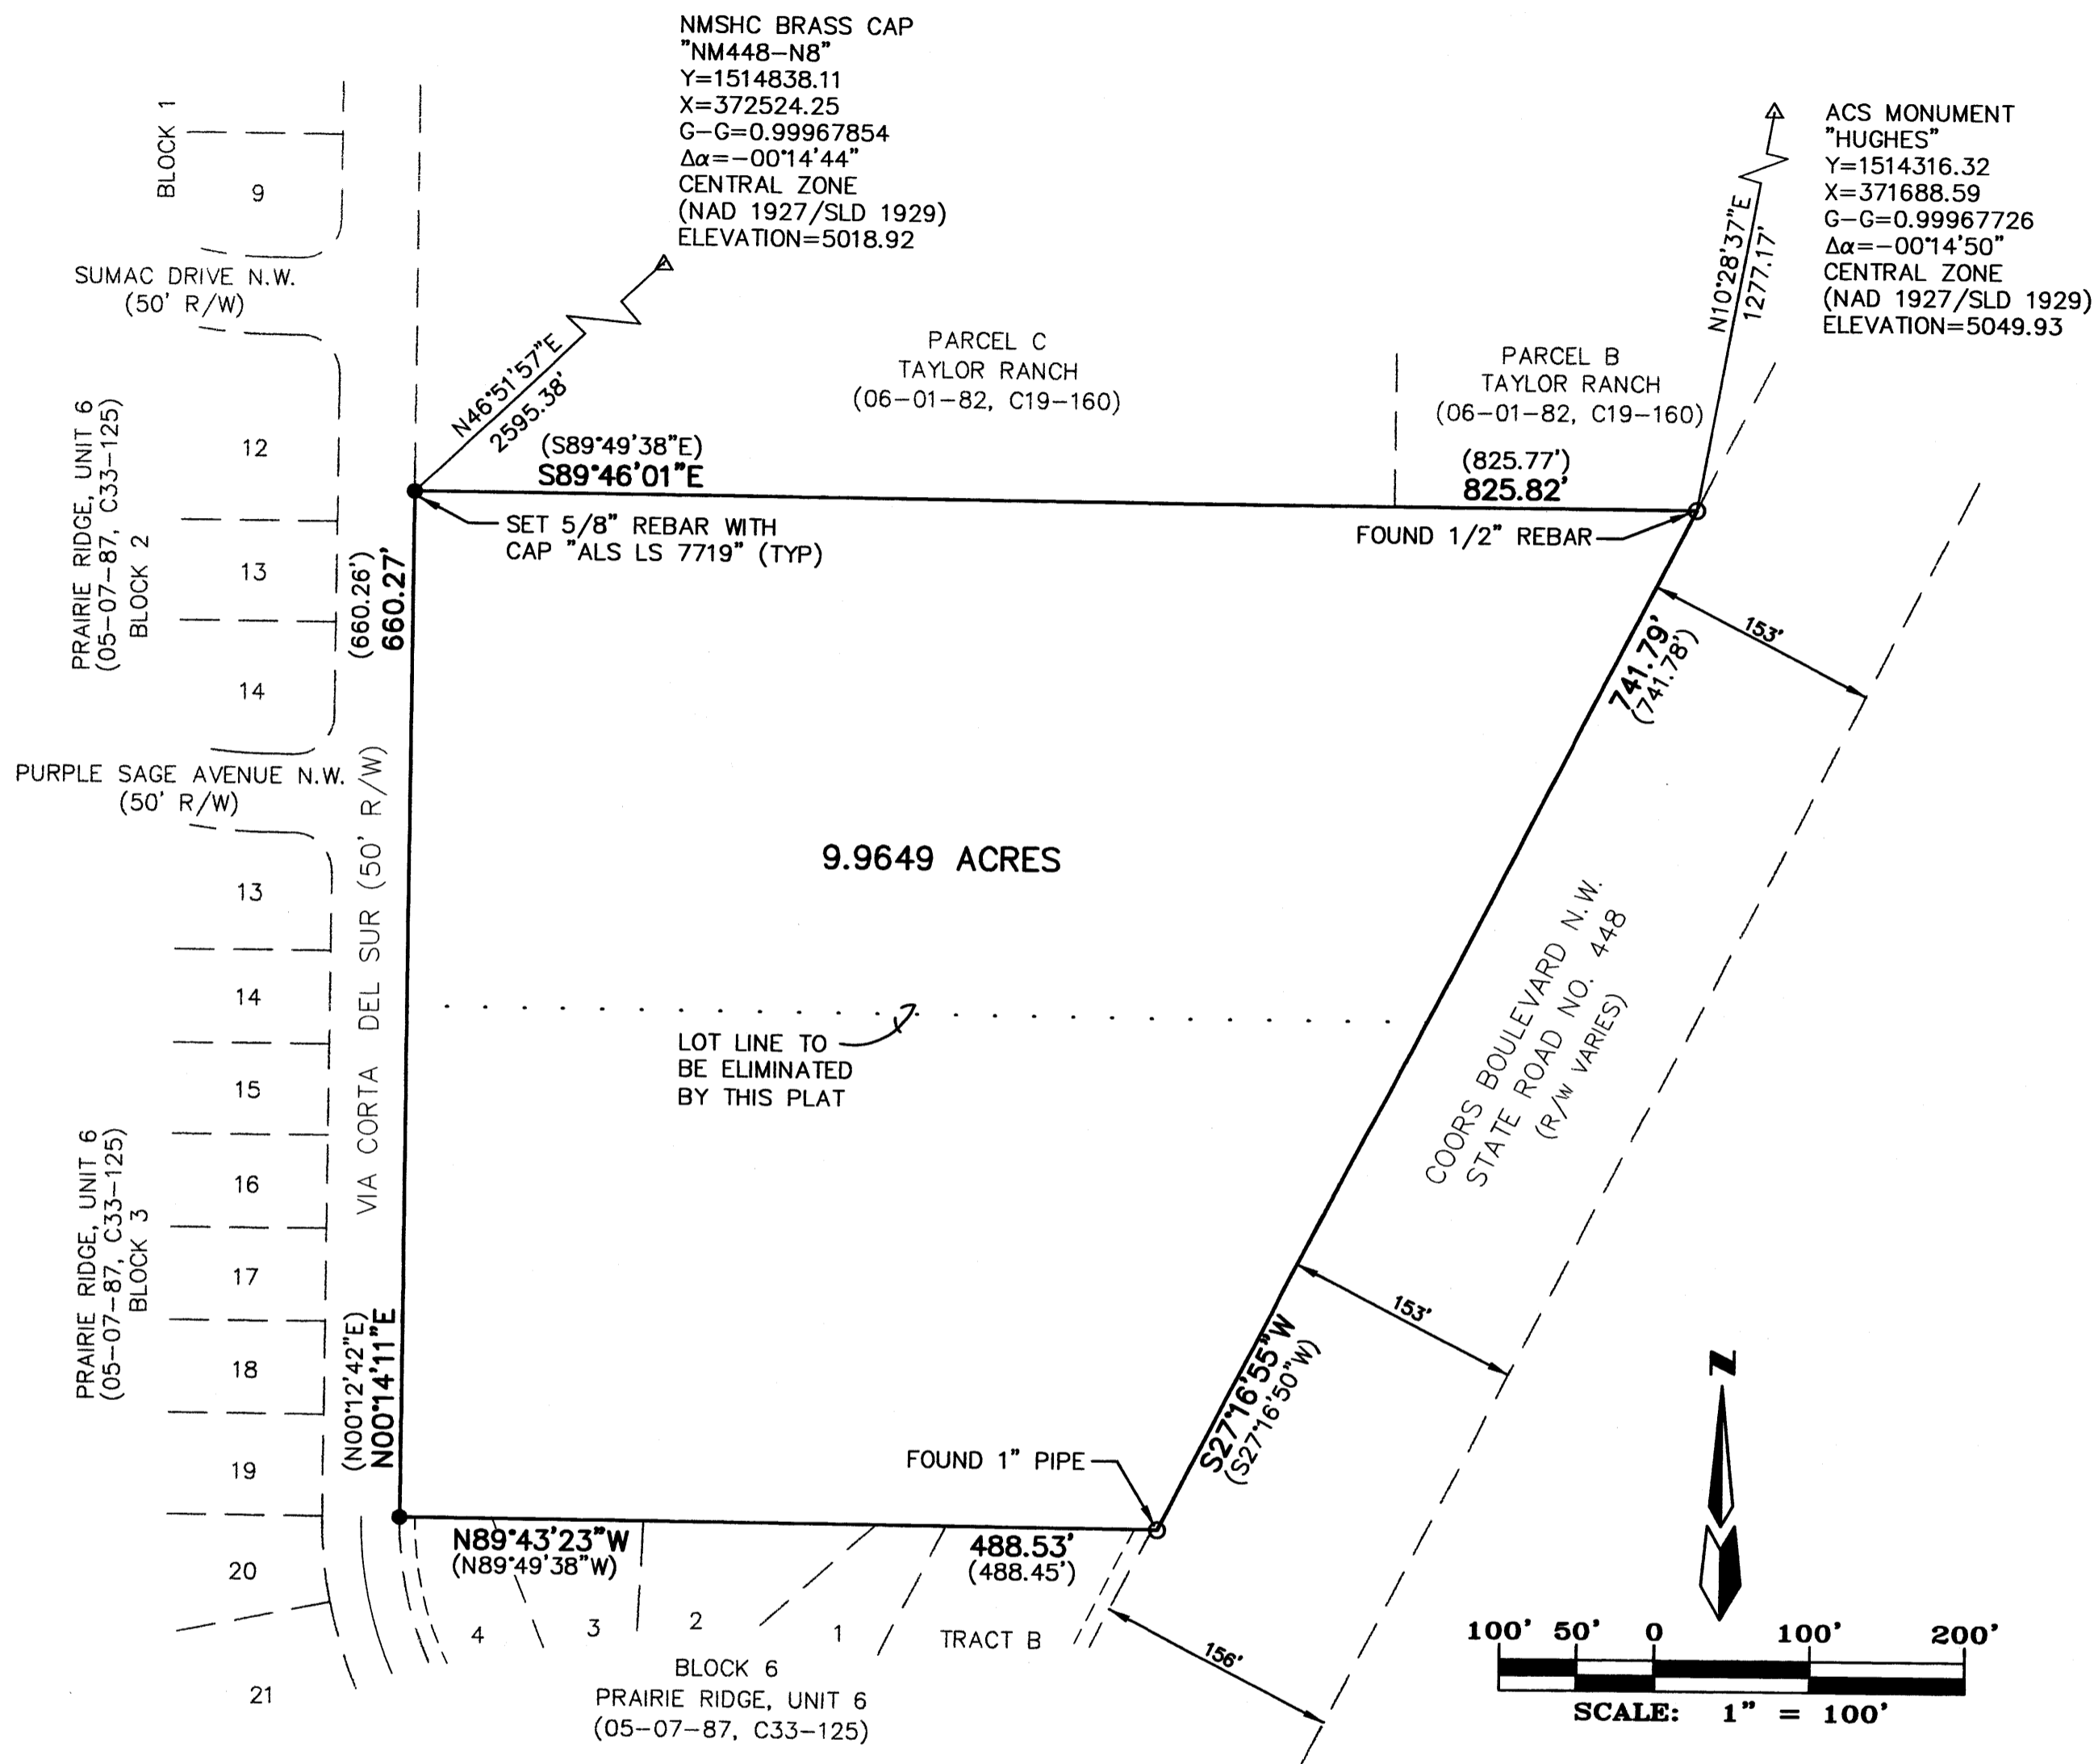 NMSHC BRASS CAP
"NM448-N8"
Y=1514838.11
X=372524.25
G-G=0.99967854
Δα=-00°14'44"
CENTRAL ZONE
(NAD 1927/SLD 1929)
ELEVATION=5018.92
ACS MONUMENT
"HUGHES"
Y=1514316.32
X=371688.59
G-G=0.99967726
Δα=-00°14'50"
CENTRAL ZONE
(NAD 1927/SLD 1929)
ELEVATION=5049.93
N10°28'37"E
1277.17'
BLOCK 1
9
SUMAC DRIVE N.W.
(50' R/W)
N46°51'57"E
2595.38'
PARCEL C
TAYLOR RANCH
(06-01-82, C19-160)
PARCEL B
TAYLOR RANCH
(06-01-82, C19-160)
(S89°49'38"E)
S89°46'01"E
(825.77')
825.82'
SET 5/8" REBAR WITH
CAP "ALS LS 7719" (TYP)
FOUND 1/2" REBAR
PRAIRIE RIDGE, UNIT 6
(05-07-87, C33-125)
BLOCK 2
12
13
14
(660.26')
660.27'
153'
741.79'
(741.78')
PURPLE SAGE AVENUE N.W.
(50' R/W)
VIA CORTA DEL SUR (50' R/W)
9.9649 ACRES
13
14
15
16
17
18
19
20
21
LOT LINE TO
BE ELIMINATED
BY THIS PLAT
COORS BOULEVARD N.W.
STATE ROAD NO. 448
(R/W VARIES)
PRAIRIE RIDGE, UNIT 6
(05-07-87, C33-125)
BLOCK 3
(N00°12'42"E)
N00°14'11"E
153'
S27°16'55"W
(S27°16'50"W)
FOUND 1" PIPE
N89°43'23"W
(N89°49'38"W)
488.53'
(488.45')
4
3
2
1
TRACT B
156'
BLOCK 6
PRAIRIE RIDGE, UNIT 6
(05-07-87, C33-125)
N
100' 50' 0 100' 200'
SCALE: 1" = 100'